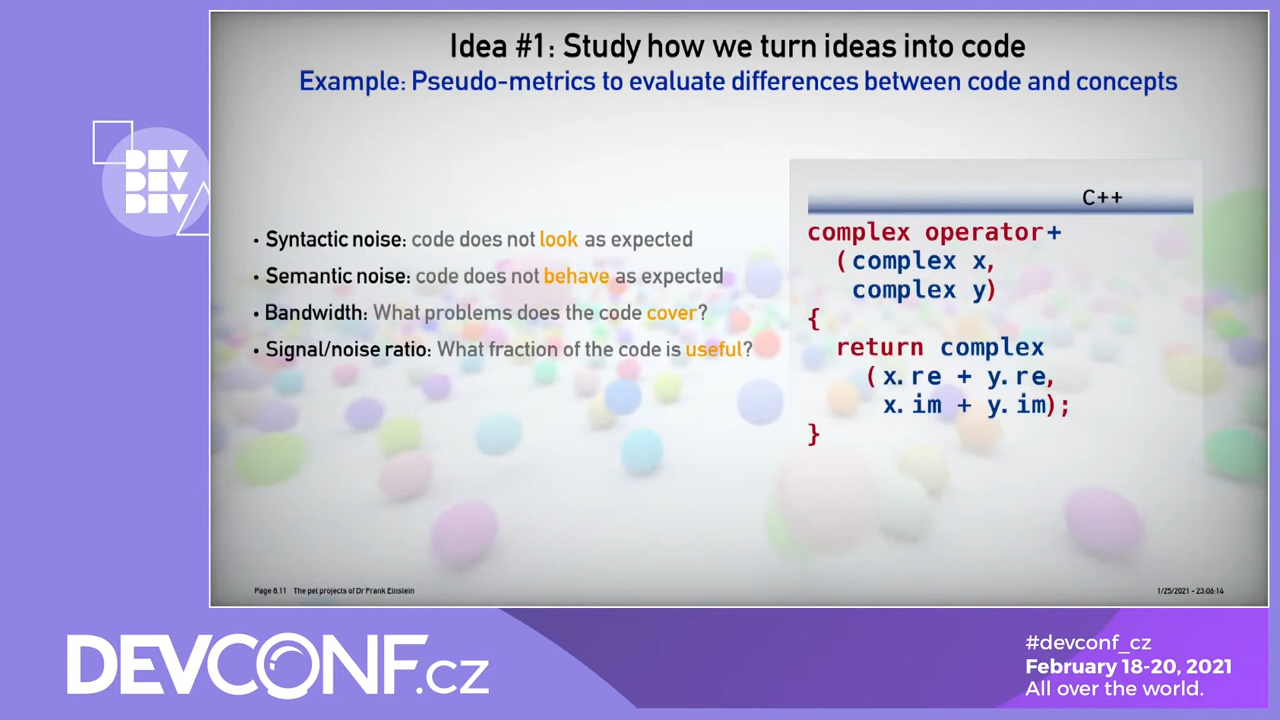 Idea #1: Study how we turn ideas into code
Example: Pseudo-metrics to evaluate differences between code and concepts
DEV
DEV
DEV
• Syntactic noise: code does not look as expected
• Semantic noise: code does not behave as expected
• Bandwidth: What problems does the code cover?
• Signal/noise ratio: What fraction of the code is useful?
C++
complex operator+
(complex x,
complex y)
{
return complex
(x.re + y.re,
x.im + y.im);
}
Page 8.11 The pet projects of Dr Frank Einstein
1/25/2021 - 23:06:14
DEVCONF.cz
#devconf_cz
February 18-20, 2021
All over the world.